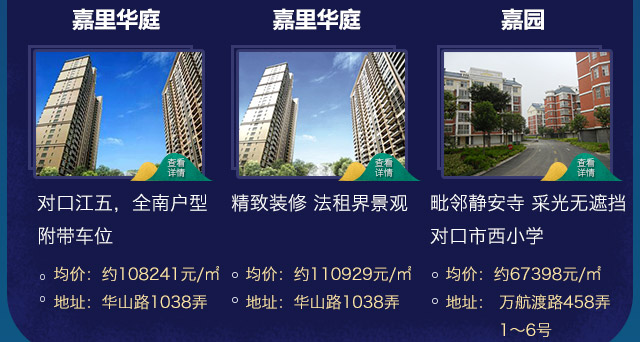 嘉里华庭
查看
详情
对口江五，全南户型
附带车位
均价：约108241元/㎡
地址：华山路1038弄
嘉里华庭
查看
详情
精致装修 法租界景观
均价：约110929元/㎡
地址：华山路1038弄
嘉园
查看
详情
毗邻静安寺 采光无遮挡
对口市西小学
均价：约67398元/㎡
地址： 万航渡路458弄
1～6号